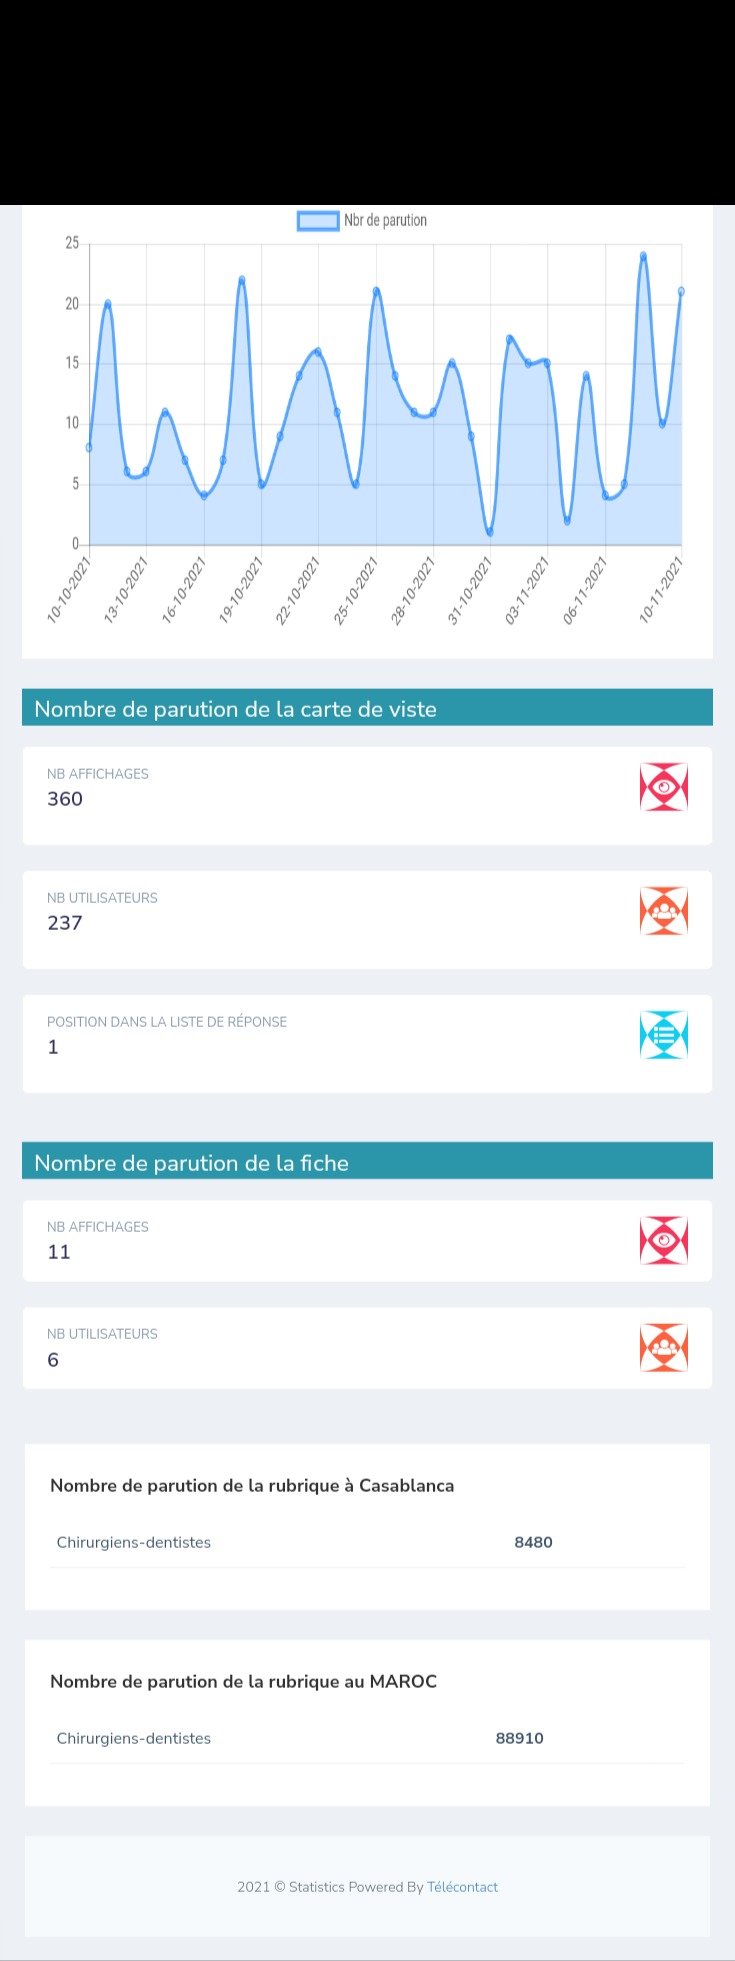 Nbr de parution
25
20
15
10
5
0
10-10-2021
13-10-2021
16-10-2021
19-10-2021
22-10-2021
25-10-2021
28-10-2021
31-10-2021
03-11-2021
06-11-2021
10-11-2021
Nombre de parution de la carte de viste
NB AFFICHAGES
360
NB UTILISATEURS
237
POSITION DANS LA LISTE DE RÉPONSE
1
Nombre de parution de la fiche
NB AFFICHAGES
11
NB UTILISATEURS
6
Nombre de parution de la rubrique à Casablanca
Chirurgiens-dentistes 8480
Nombre de parution de la rubrique au MAROC
Chirurgiens-dentistes 88910
2021 © Statistics Powered By Télécontact